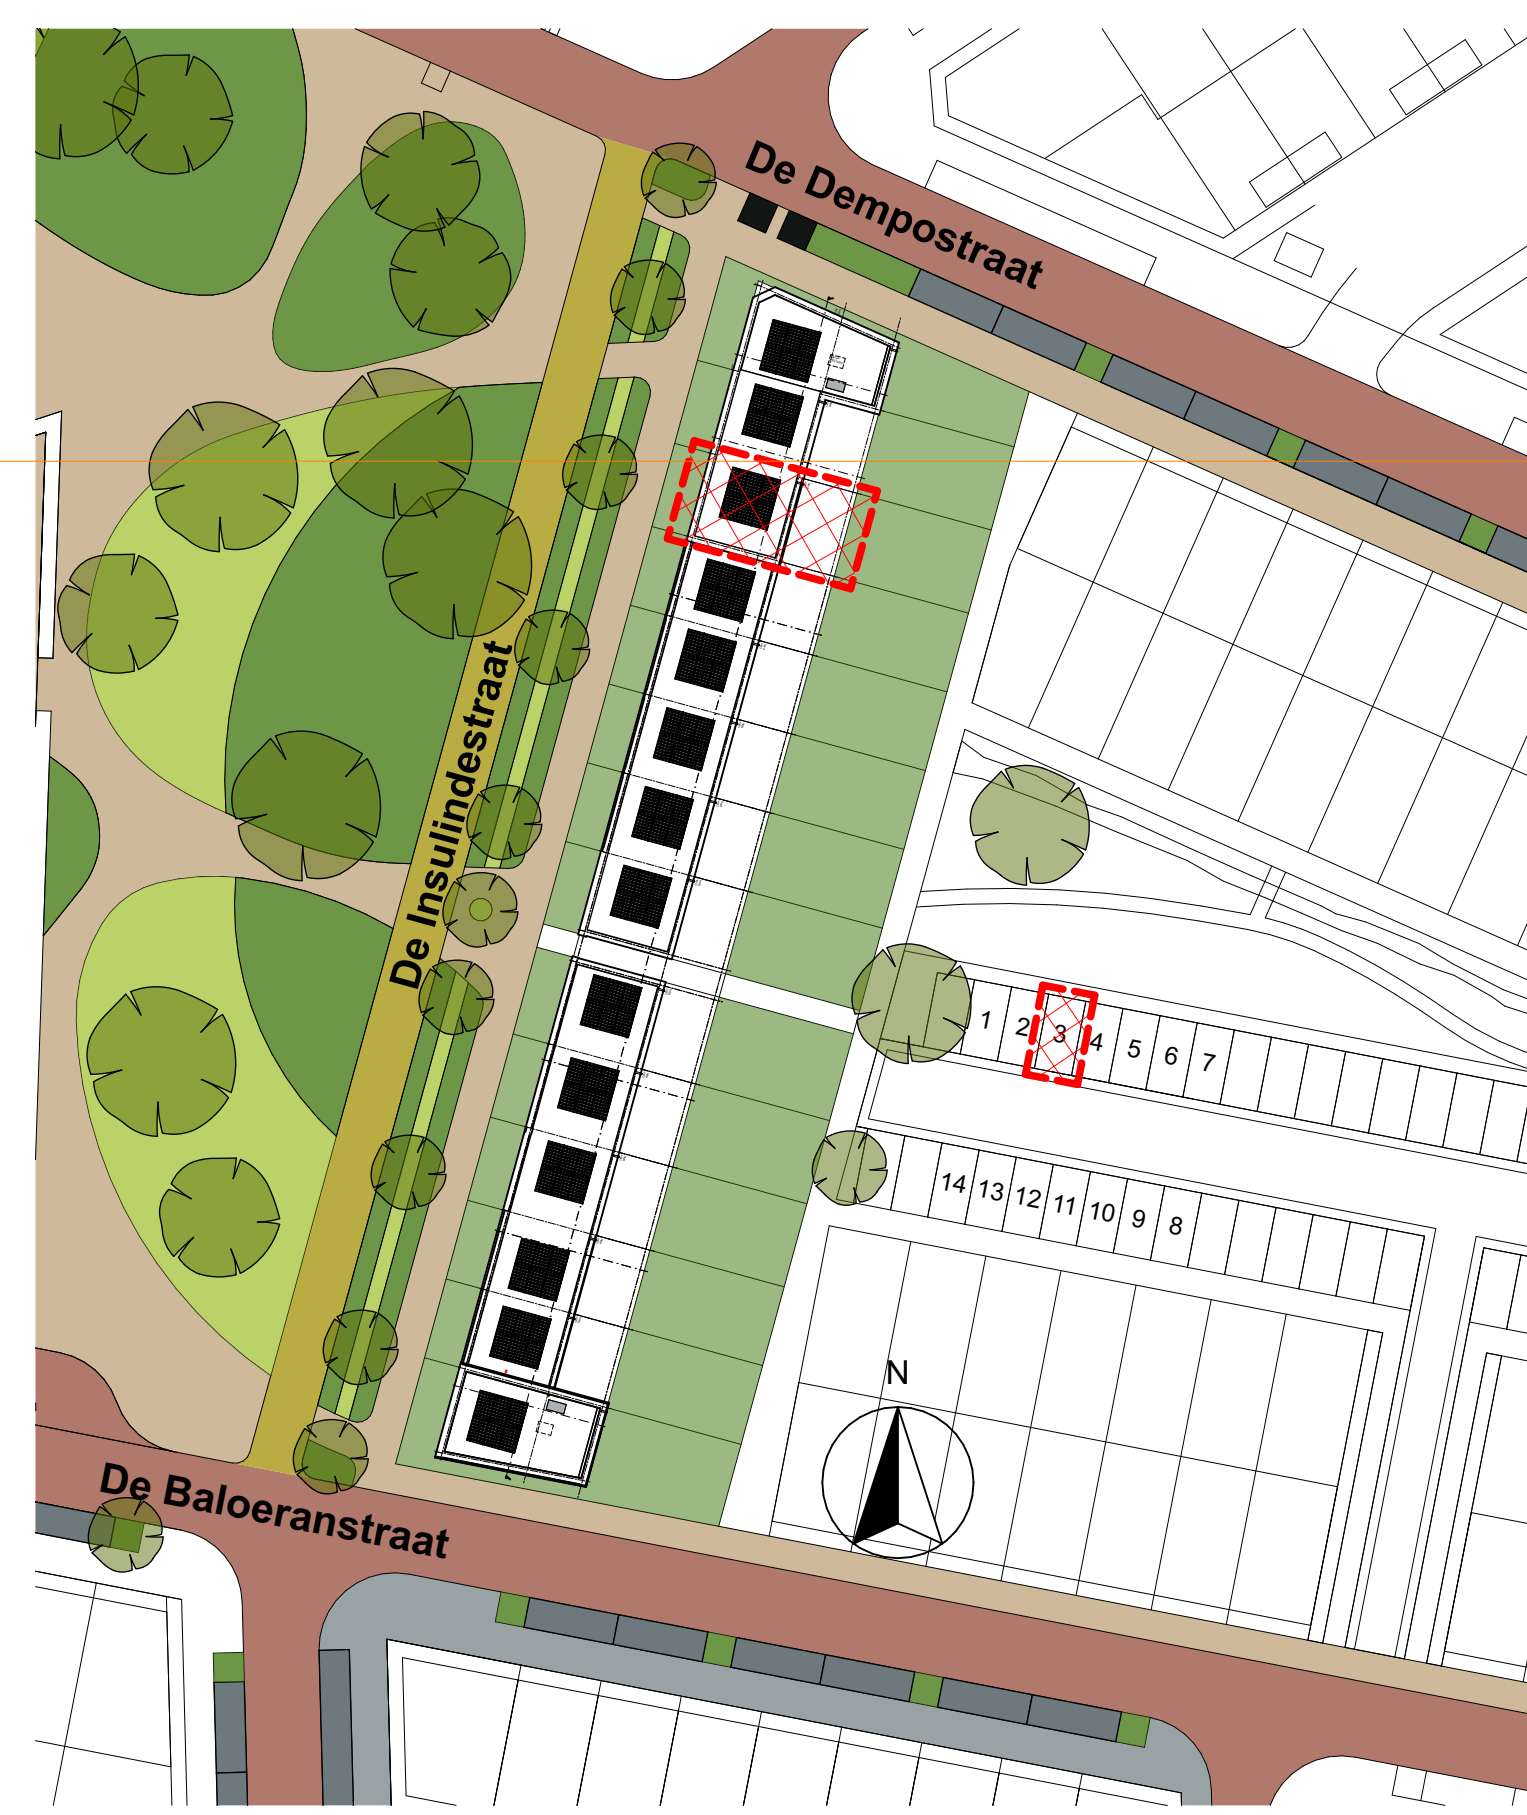 De Dempostraat
De Insulindestraat
1 2 3 4 5 6 7
14 13 12 11 10 9 8
N
De Baloeranstraat